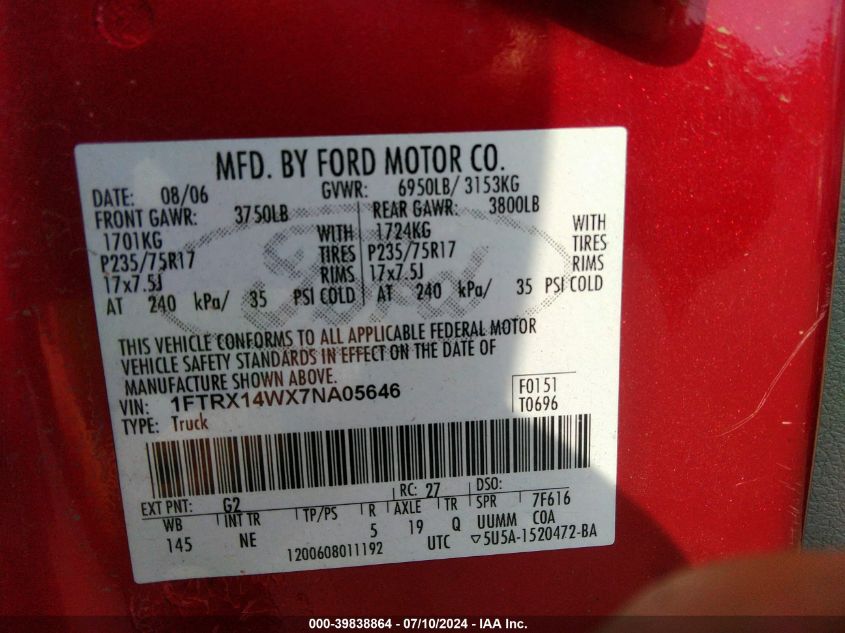 MFD. BY FORD MOTOR CO.
DATE: 08/06 GVWR: 6950LB/ 3153KG
FRONT GAWR: 3750LB REAR GAWR: 3800LB
1701KG WITH 1724KG WITH
P235/75R17 TIRES P235/75R17 TIRES
17x7.5J RIMS 17x7.5J RIMS
AT 240 kPa/ 35 PSI COLD AT 240 kPa/ 35 PSI COLD
Ford
THIS VEHICLE CONFORMS TO ALL APPLICABLE FEDERAL MOTOR
VEHICLE SAFETY STANDARDS IN EFFECT ON THE DATE OF
MANUFACTURE SHOWN ABOVE.
VIN: 1FTRX14WX7NA05646 F0151
TYPE: Truck T0696
EXT PNT: G2 RC: 27 DSO:
WB INT TR TP/PS R AXLE TR SPR 7F616
145 NE 5 19 Q UUMM COA
1200608011192 UTC ▽5U5A-1520472-BA
000-39838864 - 07/10/2024 - IAA Inc.